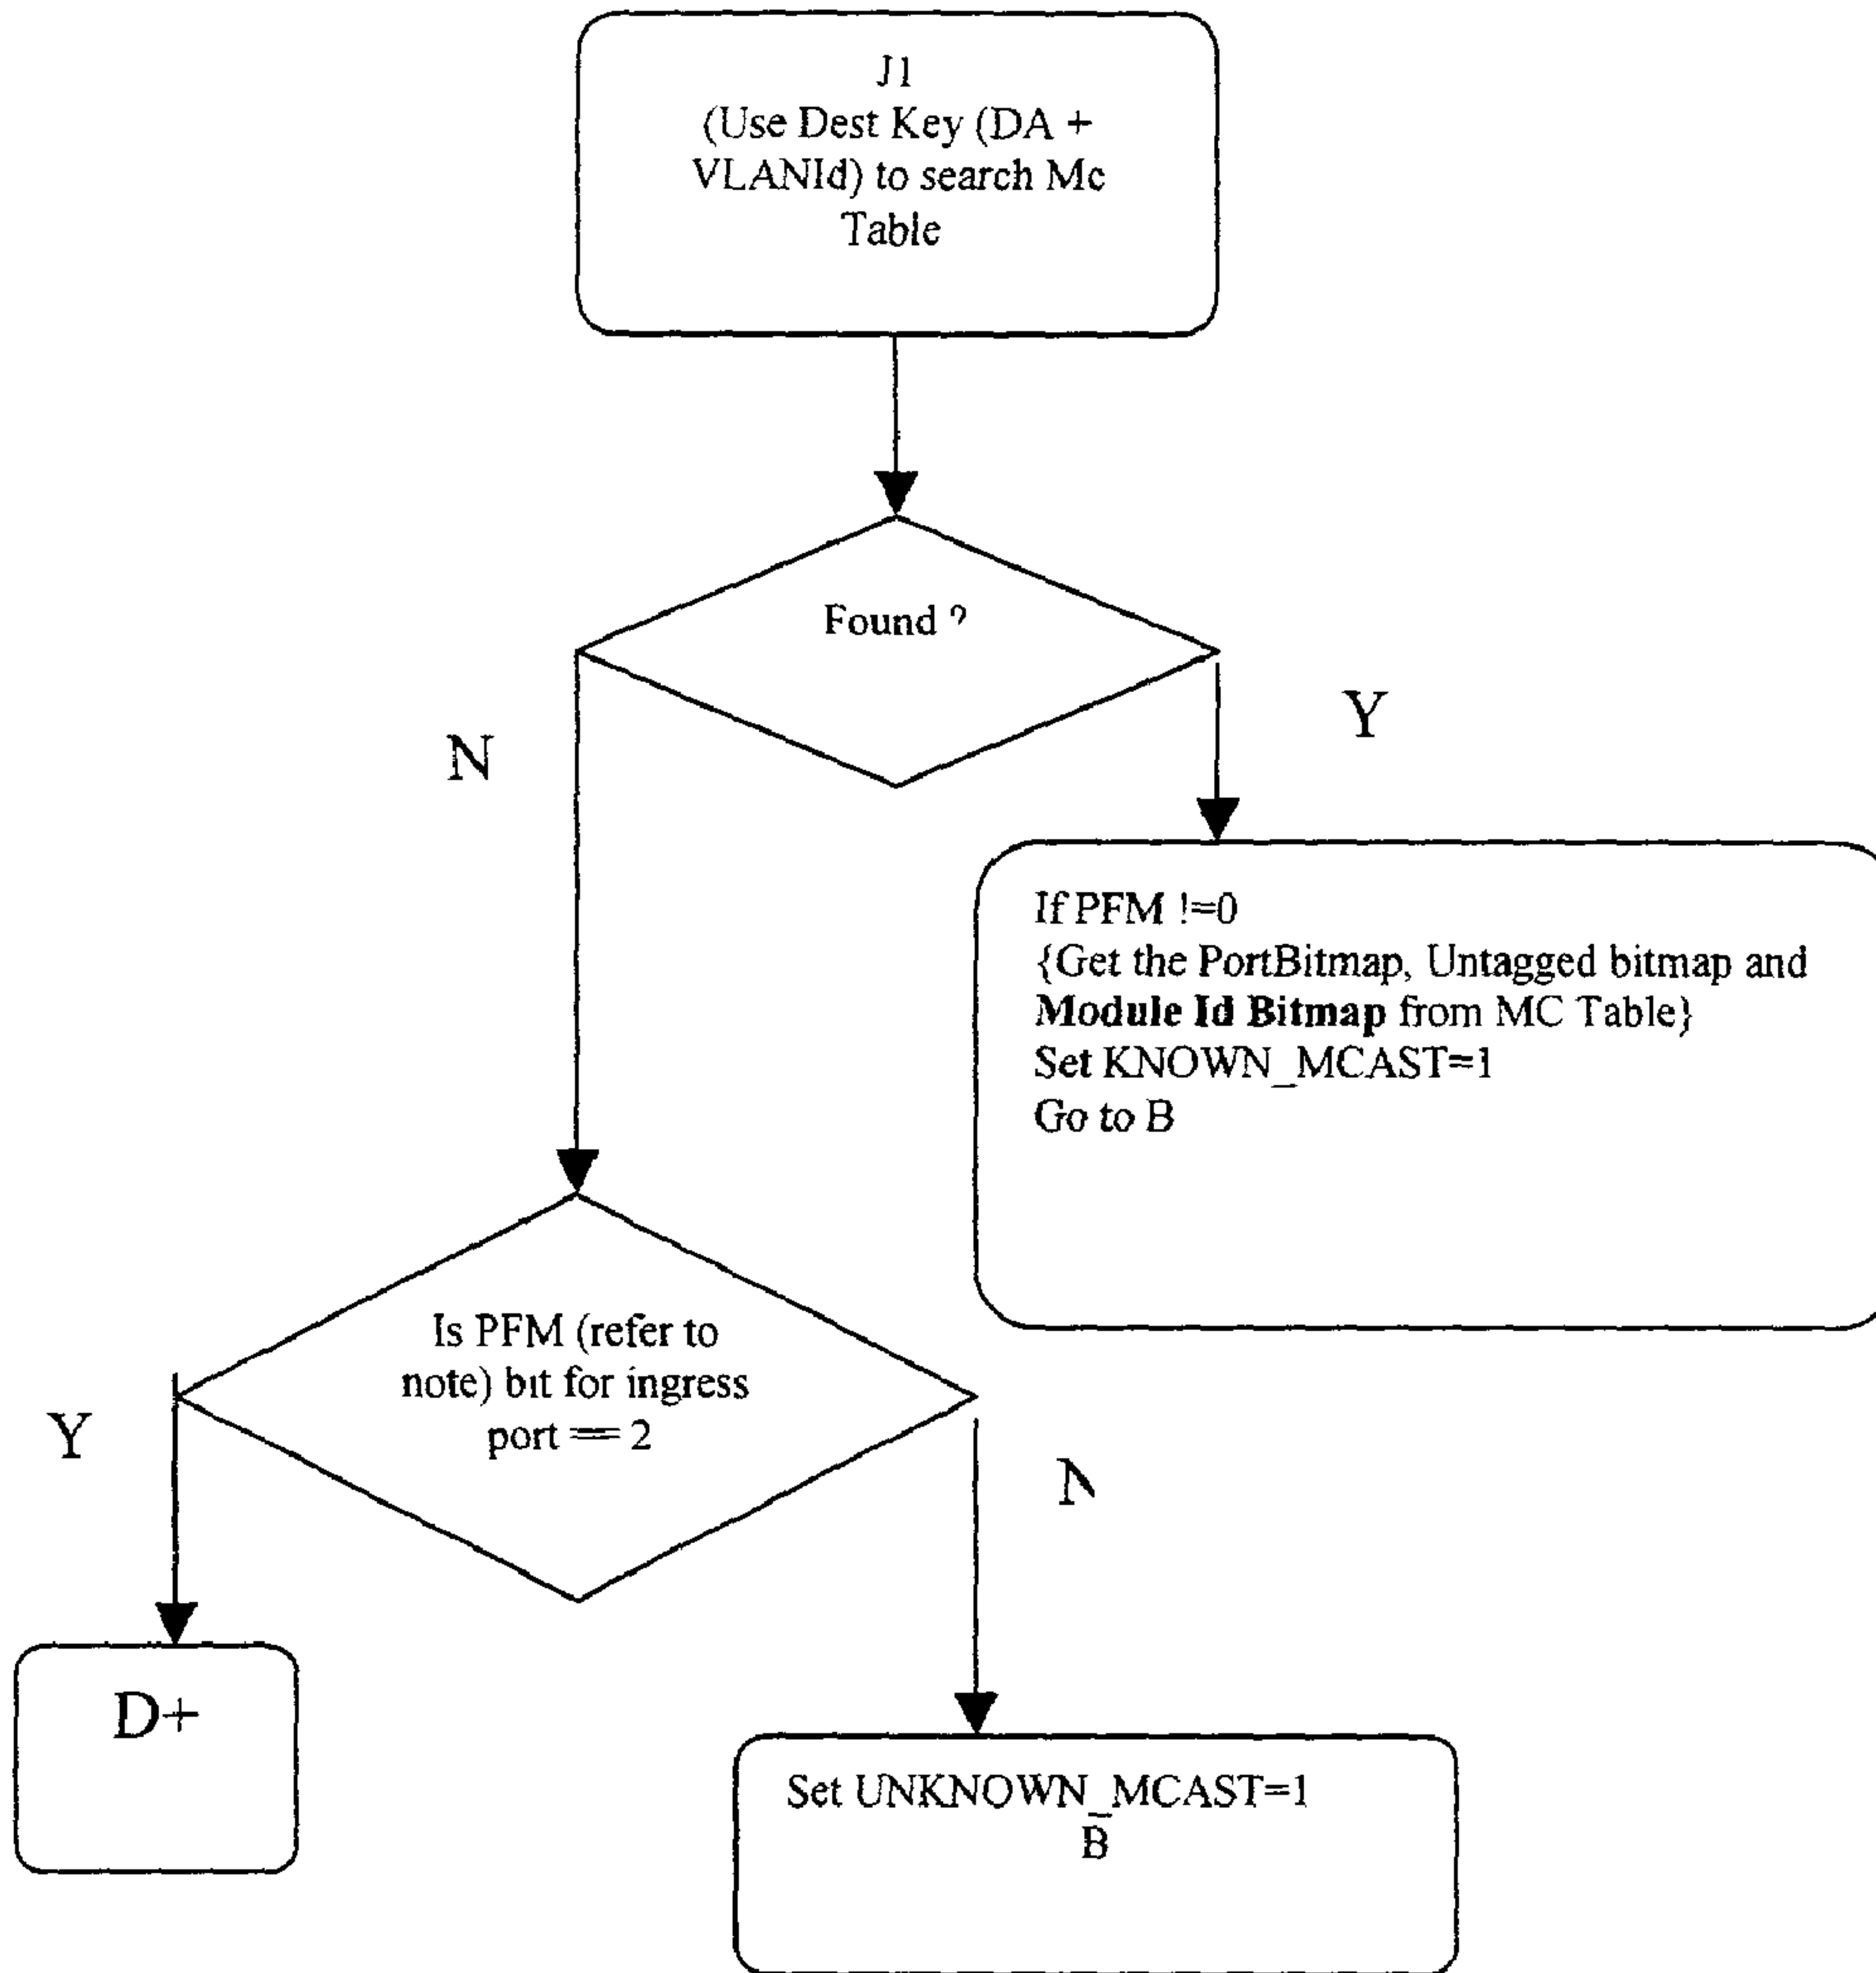 J1
(Use Dest Key (DA +
VLANId) to search Mc
Table
Found ?
N
Y
If PFM !=0
{Get the PortBitmap, Untagged bitmap and
Module Id Bitmap from MC Table}
Set KNOWN_MCAST=1
Go to B
Is PFM (refer to
note) bit for ingress
port == 2
Y
N
D+
Set UNKNOWN_MCAST=1
B